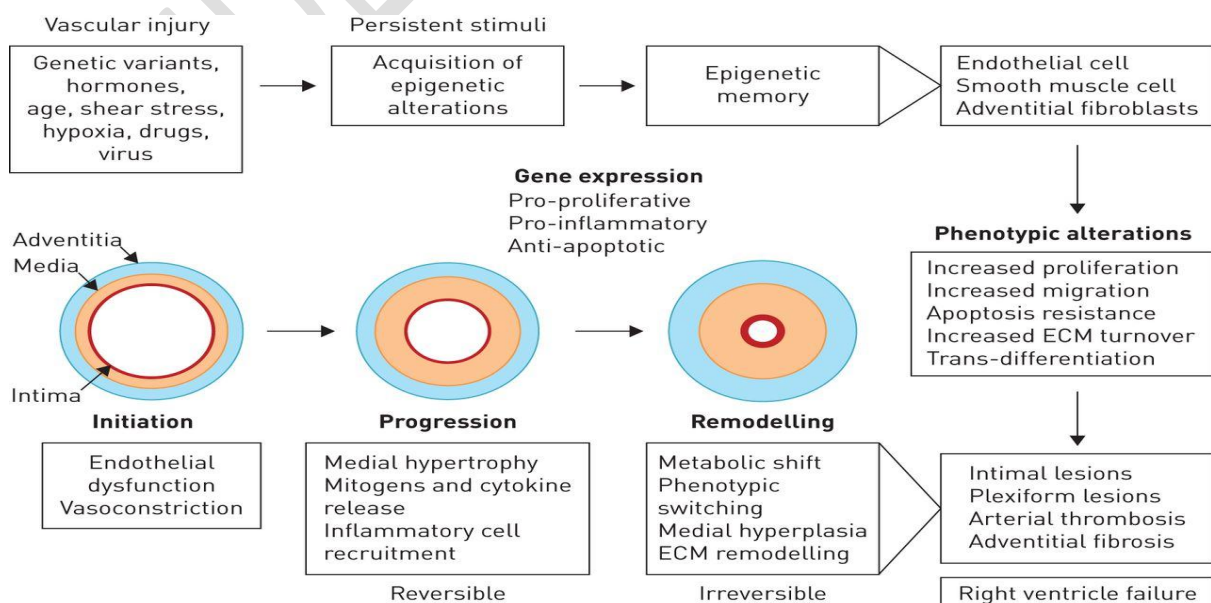 Vascular injury
Genetic variants,
hormones,
age, shear stress,
hypoxia, drugs,
virus
Persistent stimuli
Acquisition of
epigenetic
alterations
Epigenetic
memory
Endothelial cell
Smooth muscle cell
Adventitial fibroblasts
Gene expression
Pro-proliferative
Pro-inflammatory
Anti-apoptotic
Phenotypic alterations
Increased proliferation
Increased migration
Apoptosis resistance
Increased ECM turnover
Trans-differentiation
Adventitia
Media
Intima
Initiation
Endothelial
dysfunction
Vasoconstriction
Progression
Medial hypertrophy
Mitogens and cytokine
release
Inflammatory cell
recruitment
Reversible
Remodelling
Metabolic shift
Phenotypic
switching
Medial hyperplasia
ECM remodelling
Irreversible
Intimal lesions
Plexiform lesions
Arterial thrombosis
Adventitial fibrosis
Right ventricle failure